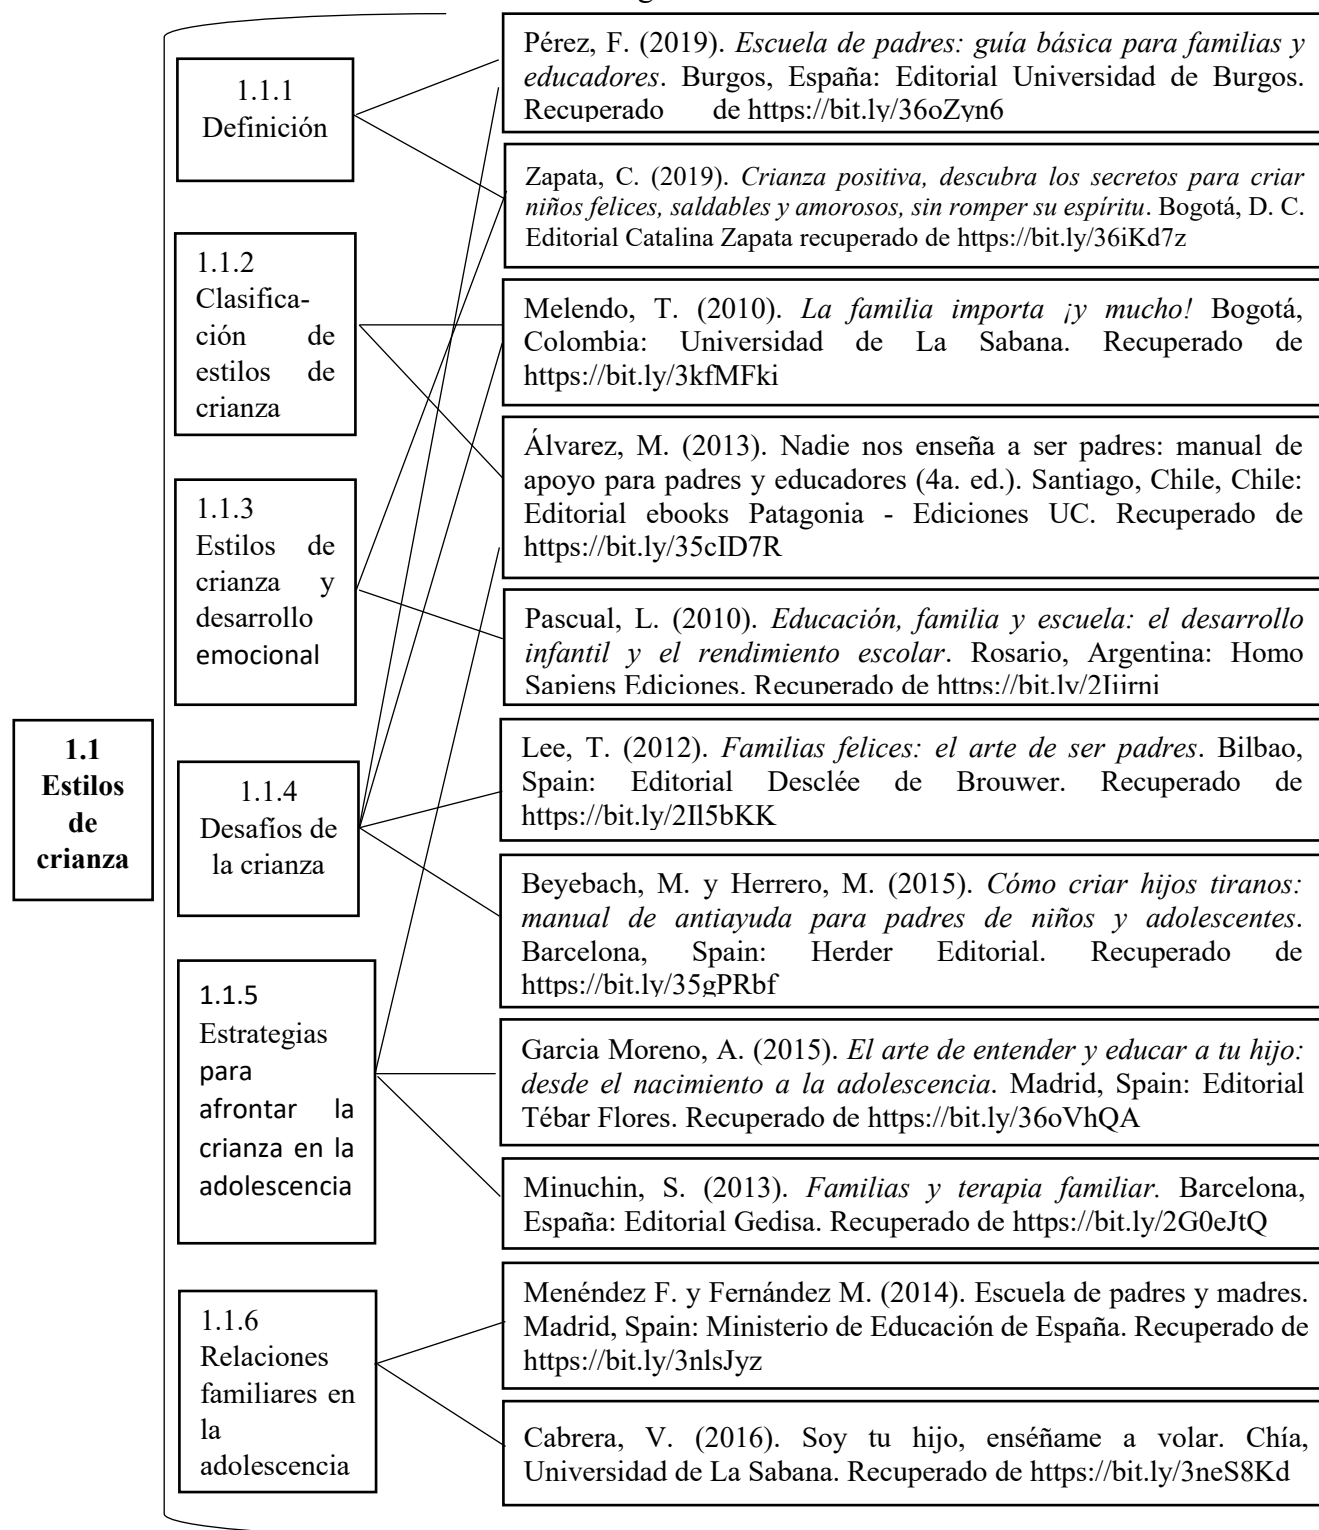 1.1
Estilos
de
crianza
1.1.1
Definición
1.1.2
Clasifica-
ción de
estilos de
crianza
1.1.3
Estilos de
crianza y
desarrollo
emocional
1.1.4
Desafíos de
la crianza
1.1.5
Estrategias
para
afrontar la
crianza en la
adolescencia
1.1.6
Relaciones
familiares en
la
adolescencia
Pérez, F. (2019). Escuela de padres: guía básica para familias y
educadores. Burgos, España: Editorial Universidad de Burgos.
Recuperado de https://bit.ly/36oZyn6
Zapata, C. (2019). Crianza positiva, descubra los secretos para criar
niños felices, saldables y amorosos, sin romper su espíritu. Bogotá, D. C.
Editorial Catalina Zapata recuperado de https://bit.ly/36iKd7z
Melendo, T. (2010). La familia importa ¡y mucho! Bogotá,
Colombia: Universidad de La Sabana. Recuperado de
https://bit.ly/3kfMFki
Álvarez, M. (2013). Nadie nos enseña a ser padres: manual de
apoyo para padres y educadores (4a. ed.). Santiago, Chile, Chile:
Editorial ebooks Patagonia - Ediciones UC. Recuperado de
https://bit.ly/35cID7R
Pascual, L. (2010). Educación, familia y escuela: el desarrollo
infantil y el rendimiento escolar. Rosario, Argentina: Homo
Sapiens Ediciones. Recuperado de
Lee, T. (2012). Familias felices: el arte de ser padres. Bilbao,
Spain: Editorial Desclée de Brouwer. Recuperado de
https://bit.ly/2Il5bKK
Beyebach, M. y Herrero, M. (2015). Cómo criar hijos tiranos:
manual de antiayuda para padres de niños y adolescentes.
Barcelona, Spain: Herder Editorial. Recuperado de
https://bit.ly/35gPRbf
Garcia Moreno, A. (2015). El arte de entender y educar a tu hijo:
desde el nacimiento a la adolescencia. Madrid, Spain: Editorial
Tébar Flores. Recuperado de https://bit.ly/36oVhQA
Minuchin, S. (2013). Familias y terapia familiar. Barcelona,
España: Editorial Gedisa. Recuperado de https://bit.ly/2G0eJtQ
Menéndez F. y Fernández M. (2014). Escuela de padres y madres.
Madrid, Spain: Ministerio de Educación de España. Recuperado de
https://bit.ly/3nlsJyz
Cabrera, V. (2016). Soy tu hijo, enséñame a volar. Chía,
Universidad de La Sabana. Recuperado de https://bit.ly/3neS8Kd